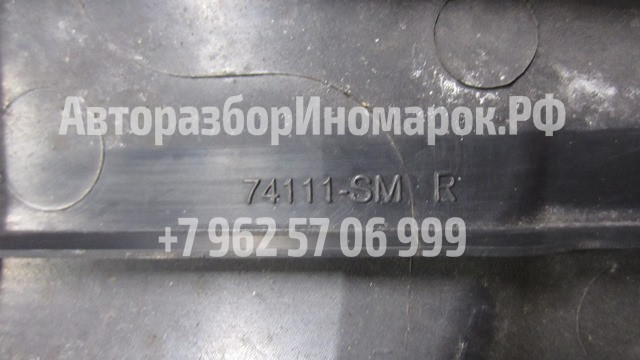 АвторазборИномарок.РФ
74111-SM R
+7 962 57 06 999